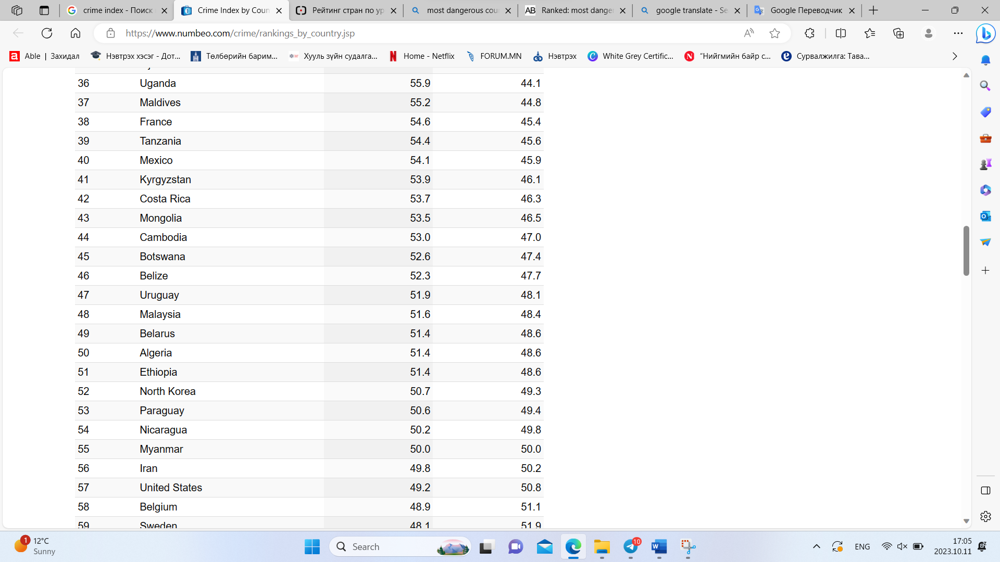 crime index - Поиск
Crime Index by Coun
Рейтинг стран по ур
most dangerous cou
AB Ranked: most dange
google translate - Se
Google Переводчик
https://www.numbeo.com/crime/rankings_by_country.jsp
a Able | Захидал
Нэвтрэх хэсэг - Дот...
Төлбөрийн барим...
Хууль зүйн судалга...
N Home - Netflix
FORUM.MN
Нэвтрэх
C White Grey Certific...
N "Нийгмийн байр с...
Сурвалжилга: Тава...
36 Uganda 55.9 44.1
37 Maldives 55.2 44.8
38 France 54.6 45.4
39 Tanzania 54.4 45.6
40 Mexico 54.1 45.9
41 Kyrgyzstan 53.9 46.1
42 Costa Rica 53.7 46.3
43 Mongolia 53.5 46.5
44 Cambodia 53.0 47.0
45 Botswana 52.6 47.4
46 Belize 52.3 47.7
47 Uruguay 51.9 48.1
48 Malaysia 51.6 48.4
49 Belarus 51.4 48.6
50 Algeria 51.4 48.6
51 Ethiopia 51.4 48.6
52 North Korea 50.7 49.3
53 Paraguay 50.6 49.4
54 Nicaragua 50.2 49.8
55 Myanmar 50.0 50.0
56 Iran 49.8 50.2
57 United States 49.2 50.8
58 Belgium 48.9 51.1
59 Sweden 48.1 51.9
1
12°C
Sunny
Search
10
ENG
17:05
2023.10.11